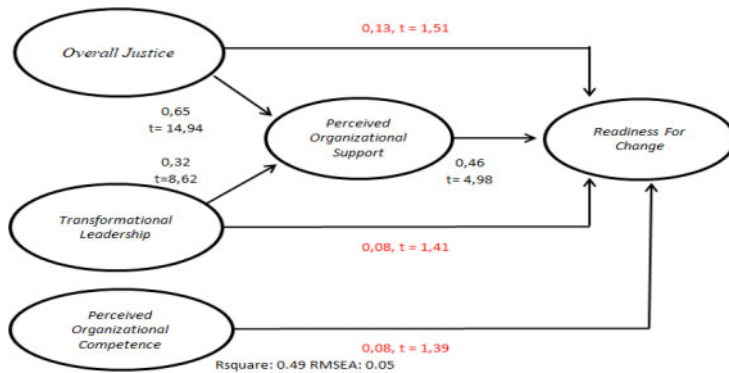 0,13, t = 1,51
Overall Justice
0,65
t= 14,94
Perceived
Organizational
Support
Readiness For
Change
0,32
t=8,62
0,46
t= 4,98
Transformational
Leadership
0,08, t = 1,41
Perceived
Organizational
Competence
0,08, t = 1,39
Rsquare: 0.49 RMSEA: 0.05